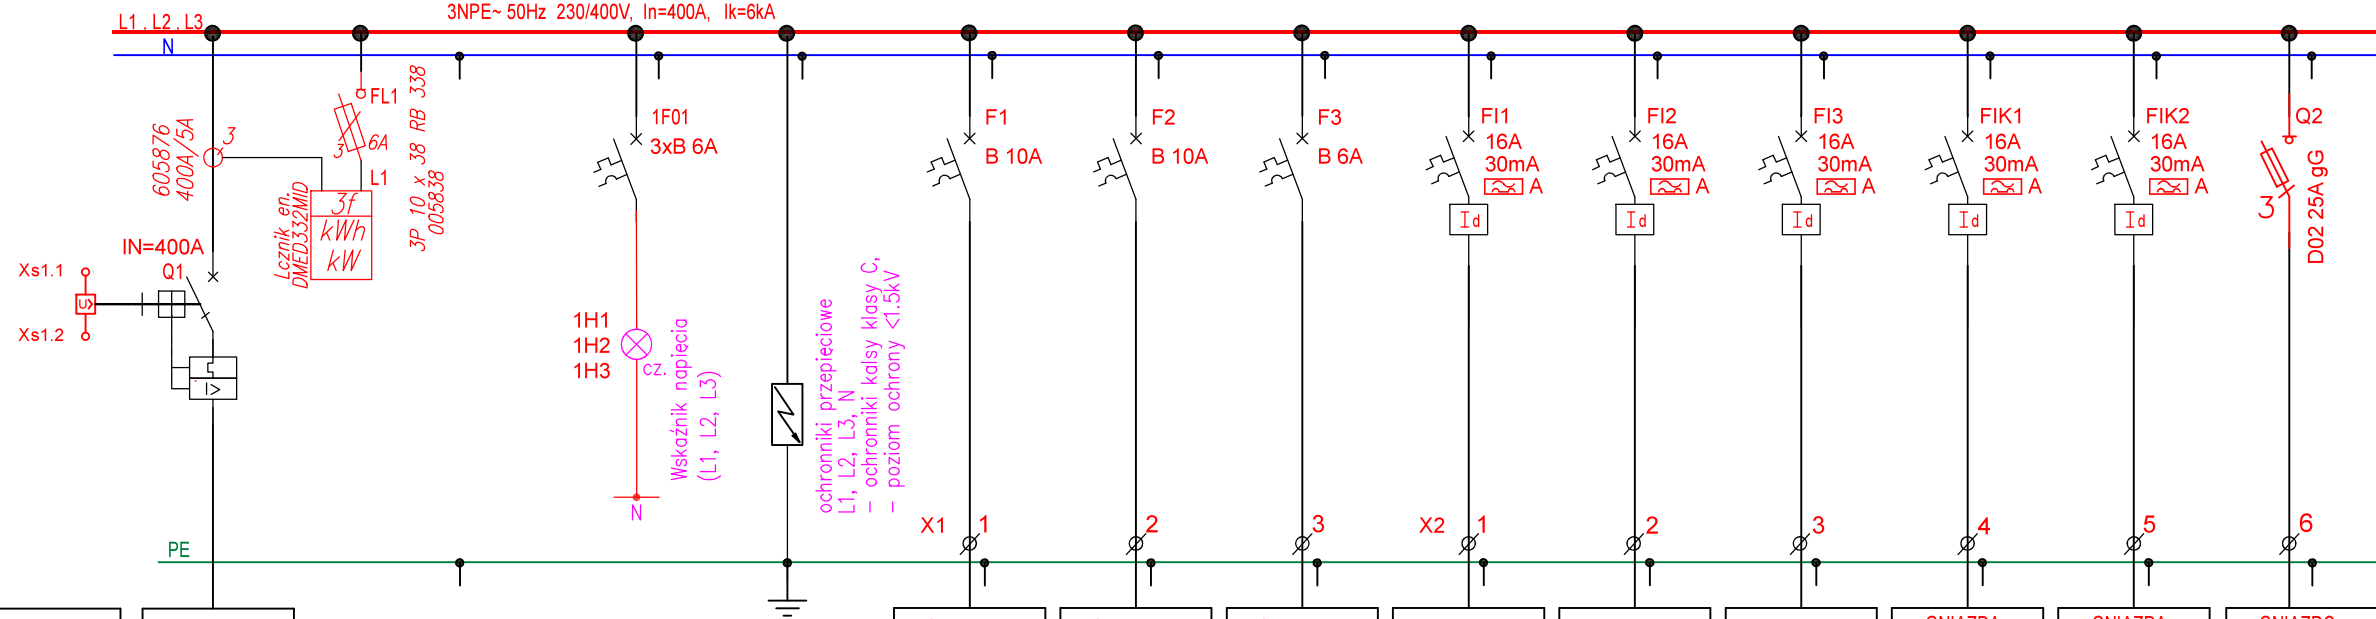 3NPE~ 50Hz 230/400V, In=400A, Ik=6kA
L1 , L2 , L3
N
605876
400A/5A
3
FL1
6A
3
L1
3P 10 x 38 RB 338
005838
Lcznik en.
DMED332MID
3f
kWh
kW
IN=400A
Q1
Xs1.1
U>
Xs1.2
I>
1F01
3xB 6A
1H1
1H2
1H3
cz.
Wskaźnik napięcia
(L1, L2, L3)
N
ochronniki przepięciowe
L1, L2, L3, N
– ochronniki kalsy klasy C,
– poziom ochrony <1.5kV
F1
B 10A
F2
B 10A
F3
B 6A
FI1
16A
30mA
A
Id
FI2
16A
30mA
A
Id
FI3
16A
30mA
A
Id
FIK1
16A
30mA
A
Id
FIK2
16A
30mA
A
Id
Q2
3
D02 25A gG
X1
1
2
3
X2
1
2
3
4
5
6
PE